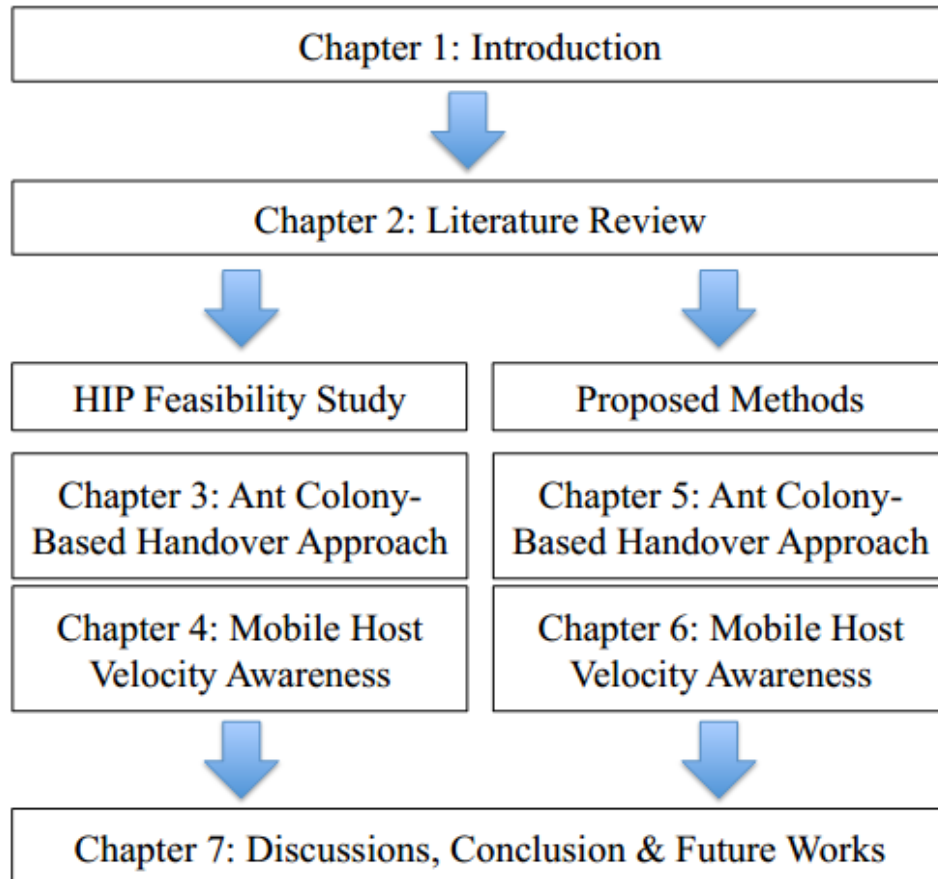 Chapter 1: Introduction
Chapter 2: Literature Review
HIP Feasibility Study
Chapter 3: Ant Colony-
Based Handover Approach
Chapter 4: Mobile Host
Velocity Awareness
Proposed Methods
Chapter 5: Ant Colony-
Based Handover Approach
Chapter 6: Mobile Host
Velocity Awareness
Chapter 7: Discussions, Conclusion & Future Works